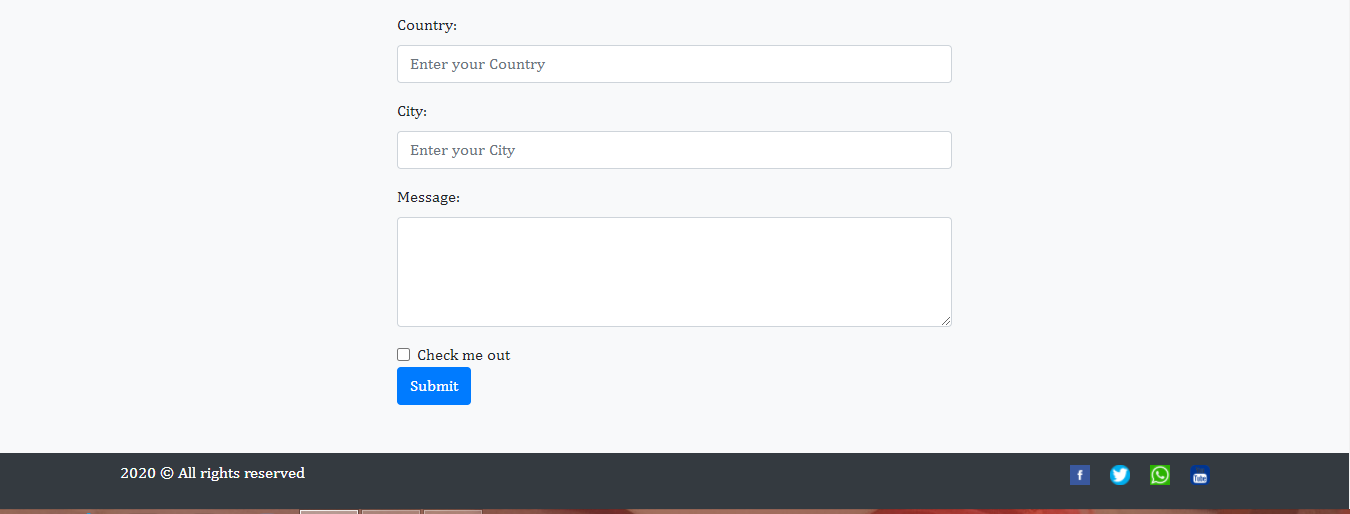 Country:
Enter your Country
City:
Enter your City
Message:
Check me out
Submit
2020 © All rights reserved
f
You
Tube